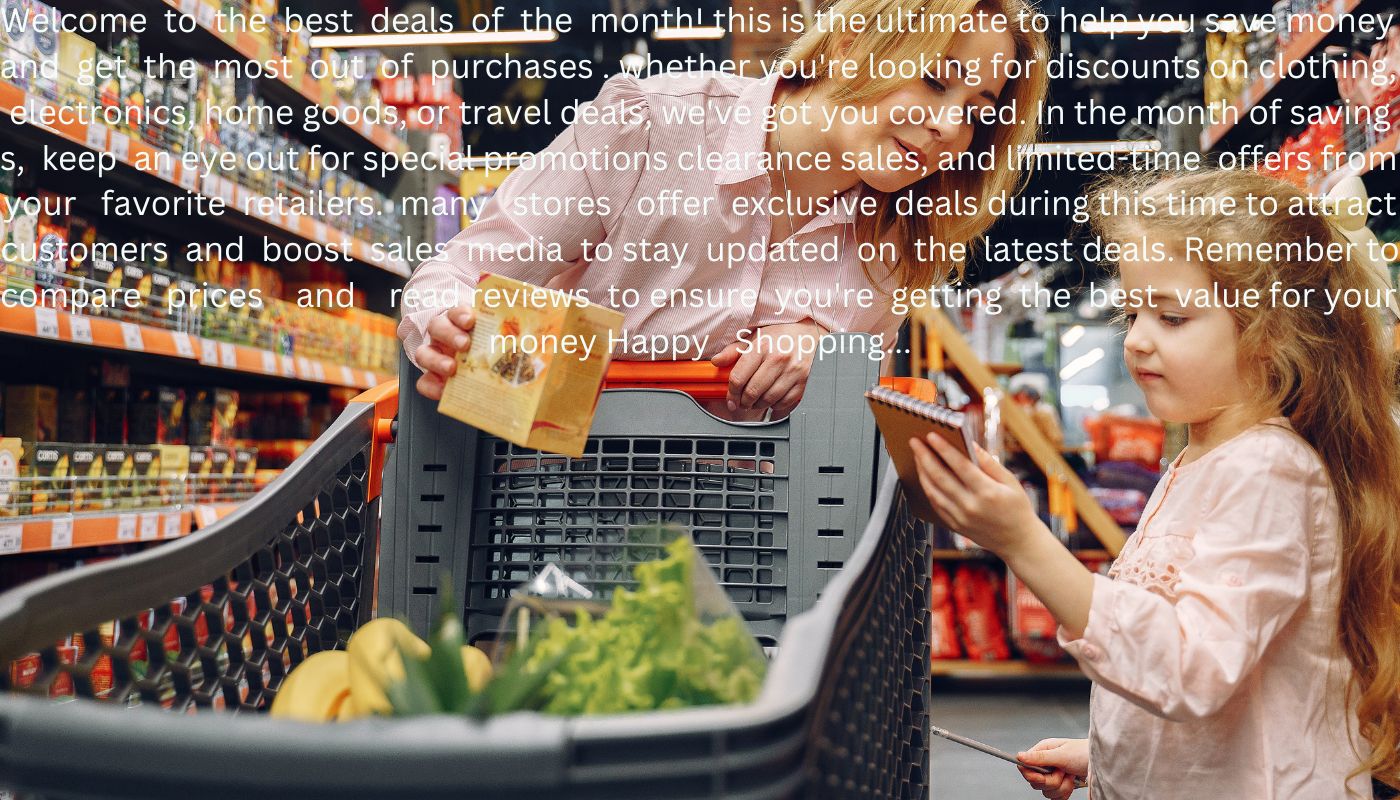 Welcome to the best deals of the month! this is the ultimate to help you save money
and get the most out of purchases . whether you're looking for discounts on clothing,
electronics, home goods, or travel deals, we've got you covered. In the month of saving
s, keep an eye out for special promotions clearance sales, and limited-time offers from
your favorite retailers. many stores offer exclusive deals during this time to attract
customers and boost sales media to stay updated on the latest deals. Remember to
compare prices and read reviews to ensure you're getting the best value for your
money Happy Shopping...
CORTIS CORTIS CORTIS CORTIS